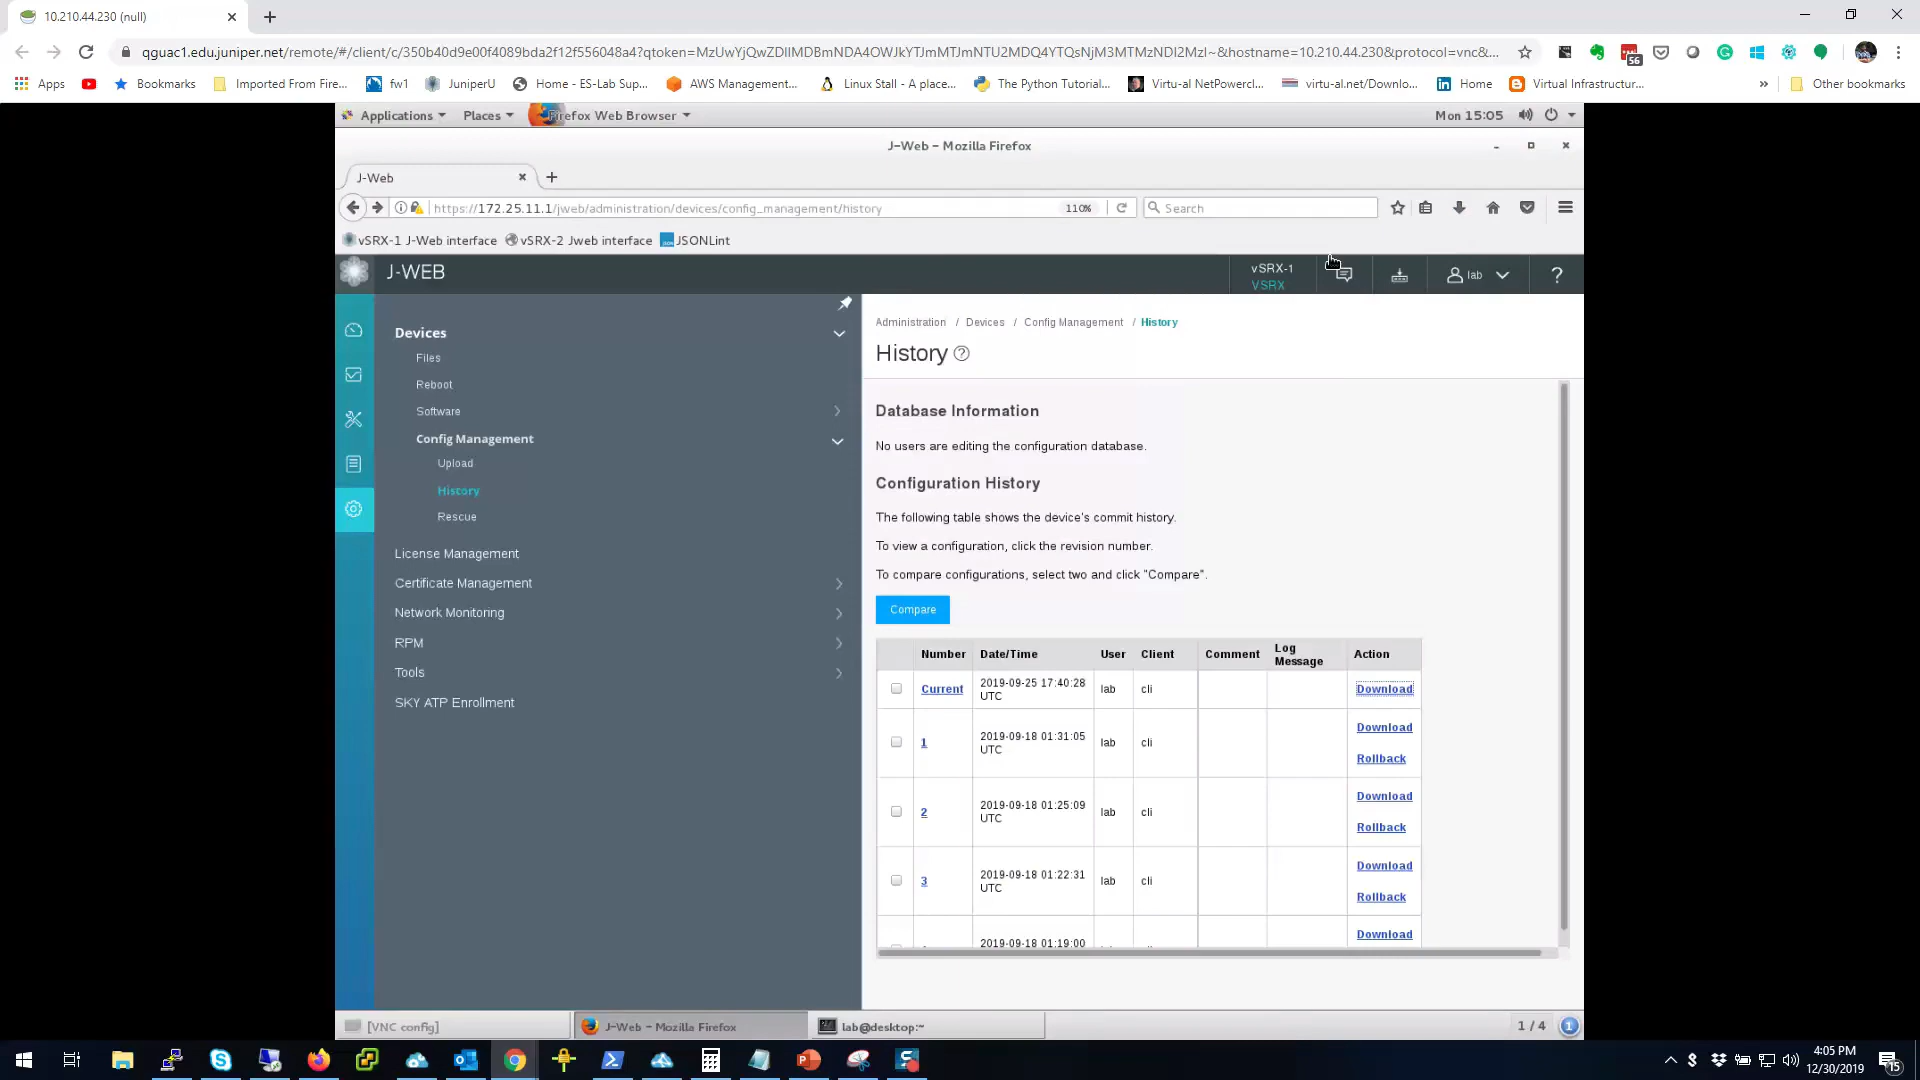 10.210.44.230 (null)
qguac1.edu.juniper.net/remote/#/client/c/350b40d9e00f4089bda2f12f556048a4?qtoken=MzUwYjQwZDllMDBmNDA4OWJkYTJmMTJmNTU2MDQ4YTQsNjM3MTMzNDI2MzI~&hostname=10.210.44.230&protocol=vnc&...
56
Apps
Bookmarks
Imported From Fire...
fw1
JuniperU
Home - ES-Lab Sup...
AWS Management...
Linux Stall - A place...
The Python Tutorial...
Virtu-al NetPowercl...
virtu-al.net/Downlo...
Home
Virtual Infrastructur...
»
Other bookmarks
Applications Places Firefox Web Browser
Mon 15:05
J-Web - Mozilla Firefox
J-Web
https://172.25.11.1/jweb/administration/devices/config_management/history
110%
Search
vSRX-1 J-Web interface
vSRX-2 Jweb interface
JSONLint
J-WEB
vSRX-1
VSRX
lab
?
Devices
Files
Reboot
Software
Config Management
Upload
History
Rescue
License Management
Certificate Management
Network Monitoring
RPM
Tools
SKY ATP Enrollment
Administration / Devices / Config Management / History
History ?
Database Information
No users are editing the configuration database.
Configuration History
The following table shows the device's commit history.
To view a configuration, click the revision number.
To compare configurations, select two and click "Compare".
Compare
Number Date/Time User Client Comment Log Message Action
Current 2019-09-25 17:40:28 UTC lab cli Download
1 2019-09-18 01:31:05 UTC lab cli Download Rollback
2 2019-09-18 01:25:09 UTC lab cli Download Rollback
3 2019-09-18 01:22:31 UTC lab cli Download Rollback
2019-09-18 01:19:00 Download
[VNC config]
J-Web - Mozilla Firefox
lab@desktop:~
1 / 4
1
4:05 PM
12/30/2019
15